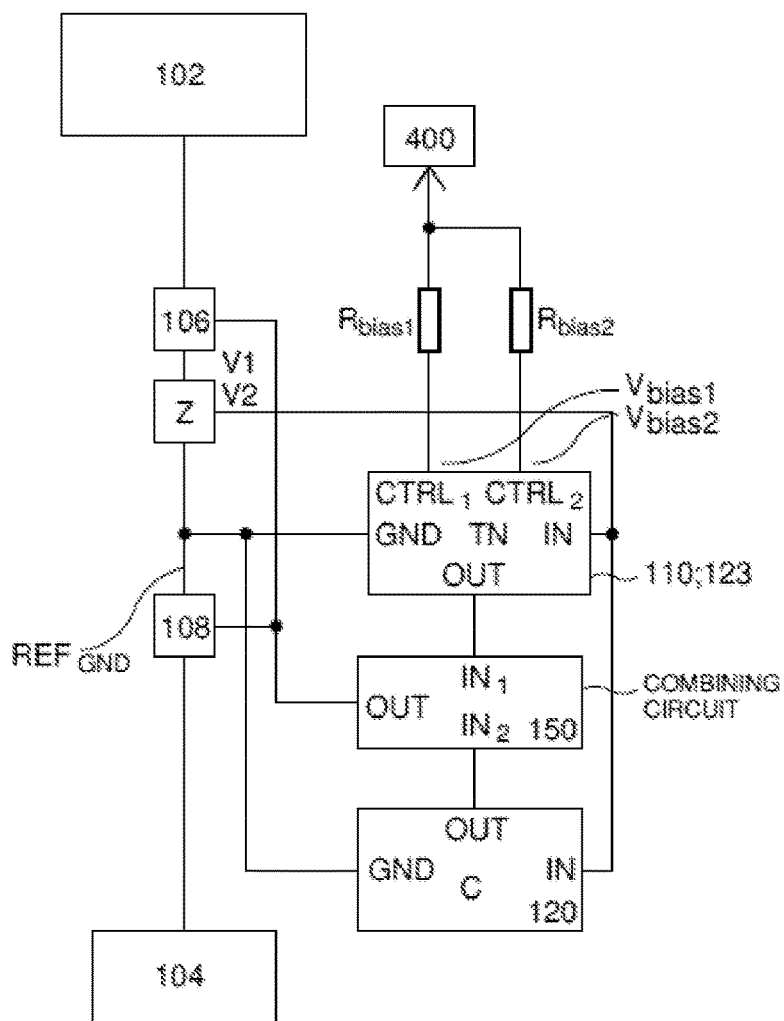 102
400
106
Rbias1
Rbias2
V1
V2
Z
Vbias1
Vbias2
CTRL1 CTRL2
GND TN IN
OUT
110;123
108
REFGND
IN1
OUT
IN2
150
COMBINING
CIRCUIT
OUT
GND
IN
C
120
104